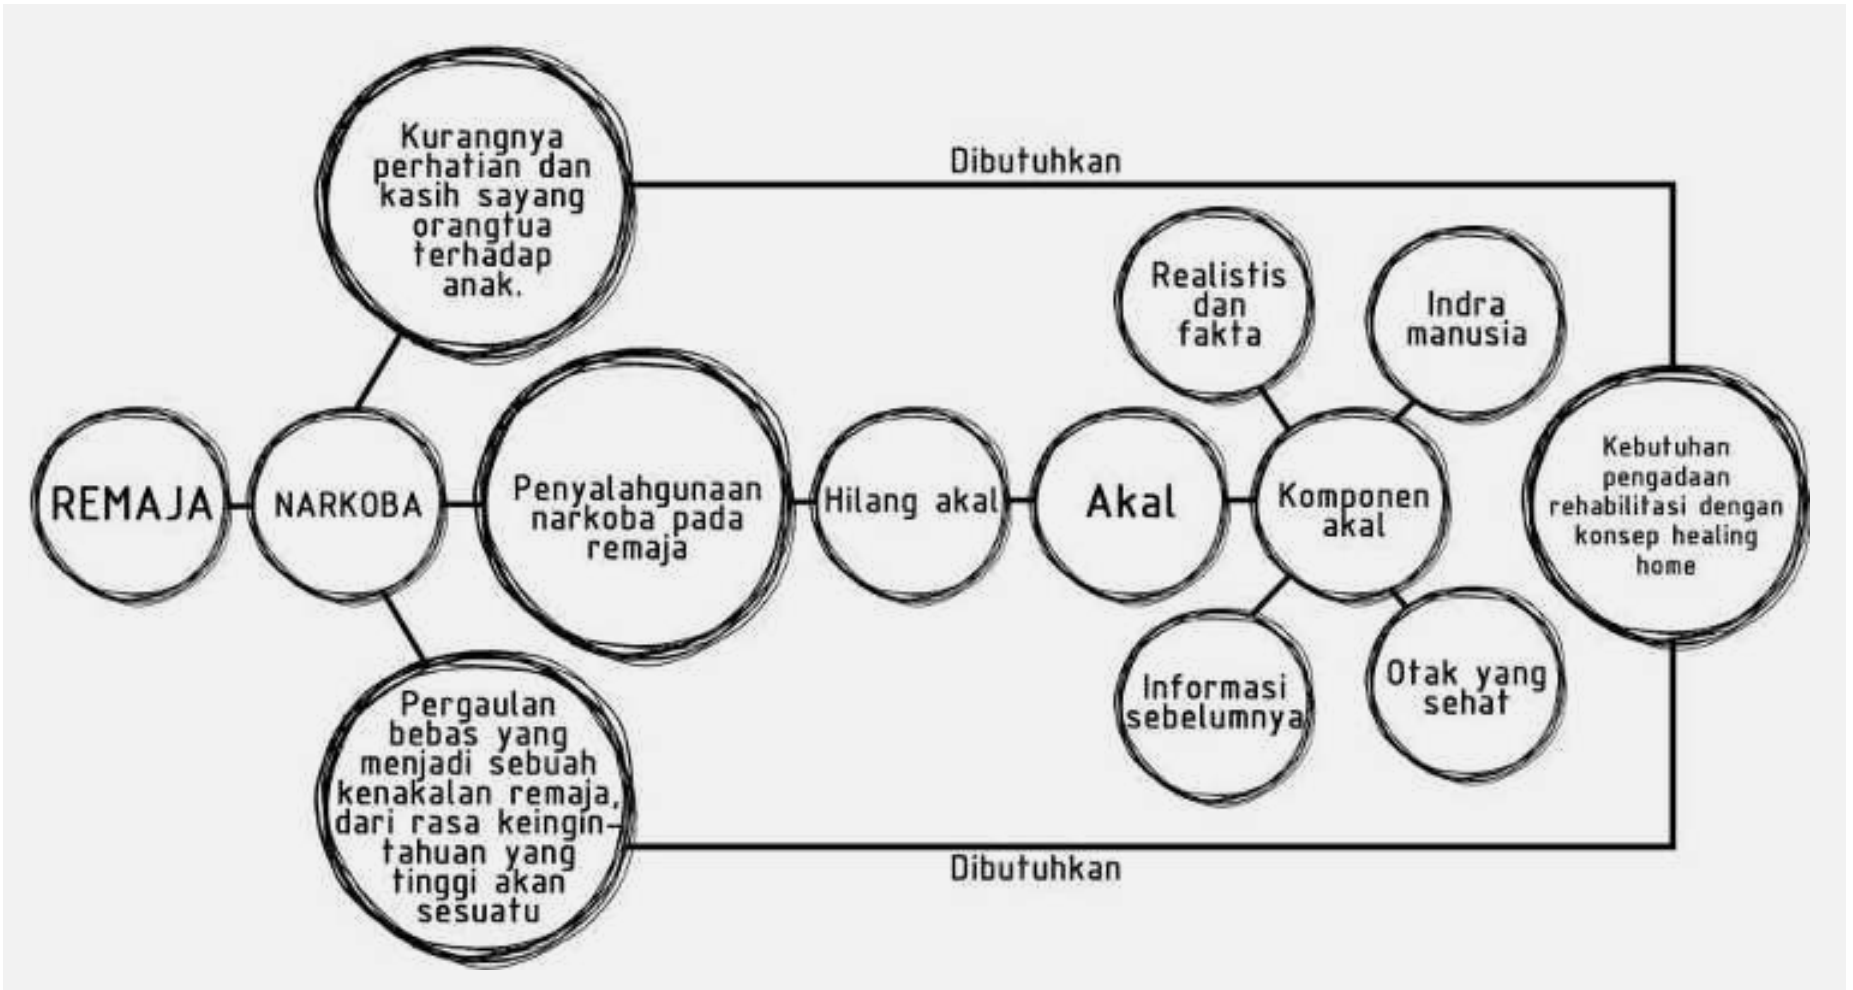 Kurangnya
perhatian dan
kasih sayang
orangtua
terhadap
anak.
Dibutuhkan
Realistis
dan
fakta
Indra
manusia
REMAJA
NARKOBA
Penyalahgunaan
narkoba pada
remaja
Hilang akal
Akal
Komponen
akal
Kebutuhan
pengadaan
rehabilitasi dengan
konsep healing
home
Informasi
sebelumnya
Otak yang
sehat
Pergaulan
bebas yang
menjadi sebuah
kenakalan remaja,
dari rasa keingin-
tahuan yang
tinggi akan
sesuatu
Dibutuhkan